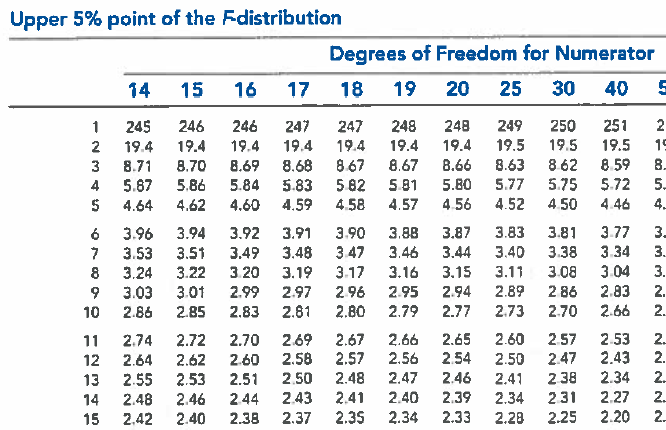 Upper 5% point of the F-distribution
Degrees of Freedom for Numerator
14 15 16 17 18 19 20 25 30 40 5
1 245 246 246 247 247 248 248 249 250 251 2
2 19.4 19.4 19.4 19.4 19.4 19.4 19.4 19.5 19.5 19.5 19
3 8.71 8.70 8.69 8.68 8.67 8.67 8.66 8.63 8.62 8.59 8.
4 5.87 5.86 5.84 5.83 5.82 5.81 5.80 5.77 5.75 5.72 5.
5 4.64 4.62 4.60 4.59 4.58 4.57 4.56 4.52 4.50 4.46 4.
6 3.96 3.94 3.92 3.91 3.90 3.88 3.87 3.83 3.81 3.77 3.
7 3.53 3.51 3.49 3.48 3.47 3.46 3.44 3.40 3.38 3.34 3.
8 3.24 3.22 3.20 3.19 3.17 3.16 3.15 3.11 3.08 3.04 3.
9 3.03 3.01 2.99 2.97 2.96 2.95 2.94 2.89 2.86 2.83 2.
10 2.86 2.85 2.83 2.81 2.80 2.79 2.77 2.73 2.70 2.66 2.
11 2.74 2.72 2.70 2.69 2.67 2.66 2.65 2.60 2.57 2.53 2.
12 2.64 2.62 2.60 2.58 2.57 2.56 2.54 2.50 2.47 2.43 2.
13 2.55 2.53 2.51 2.50 2.48 2.47 2.46 2.41 2.38 2.34 2.
14 2.48 2.46 2.44 2.43 2.41 2.40 2.39 2.34 2.31 2.27 2.
15 2.42 2.40 2.38 2.37 2.35 2.34 2.33 2.28 2.25 2.20 2.